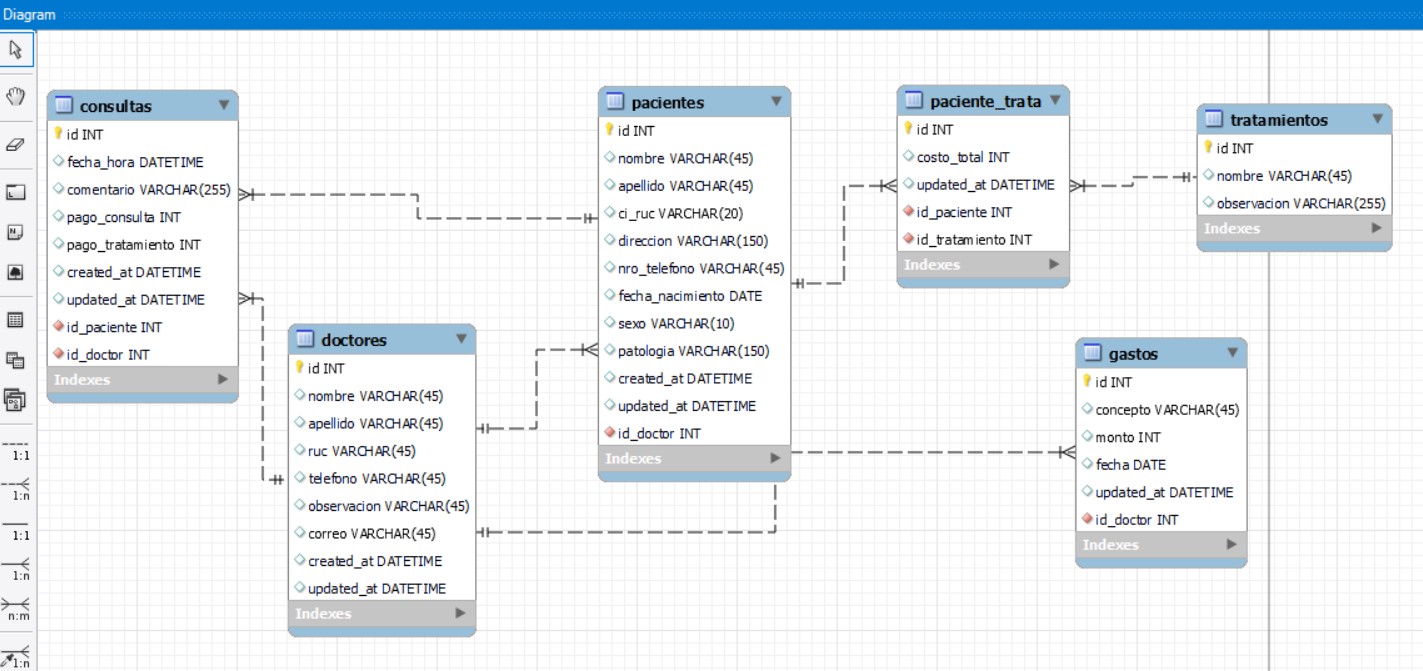 Diagram
consultas
id INT
fecha_hora DATETIME
comentario VARCHAR(255)
pago_consulta INT
pago_tratamiento INT
created_at DATETIME
updated_at DATETIME
id_paciente INT
id_doctor INT
Indexes
doctores
id INT
nombre VARCHAR(45)
apellido VARCHAR(45)
ruc VARCHAR(45)
telefono VARCHAR(45)
observacion VARCHAR(45)
correo VARCHAR(45)
created_at DATETIME
updated_at DATETIME
Indexes
pacientes
id INT
nombre VARCHAR(45)
apellido VARCHAR(45)
ci_ruc VARCHAR(20)
direccion VARCHAR(150)
nro_telefono VARCHAR(45)
fecha_nacimiento DATE
sexo VARCHAR(10)
patologia VARCHAR(150)
created_at DATETIME
updated_at DATETIME
id_doctor INT
Indexes
paciente_trata
id INT
costo_total INT
updated_at DATETIME
id_paciente INT
id_tratamiento INT
Indexes
tratamientos
id INT
nombre VARCHAR(45)
observacion VARCHAR(255)
Indexes
gastos
id INT
concepto VARCHAR(45)
monto INT
fecha DATE
updated_at DATETIME
id_doctor INT
Indexes
1:1
1:n
1:1
1:n
n:m
1:n